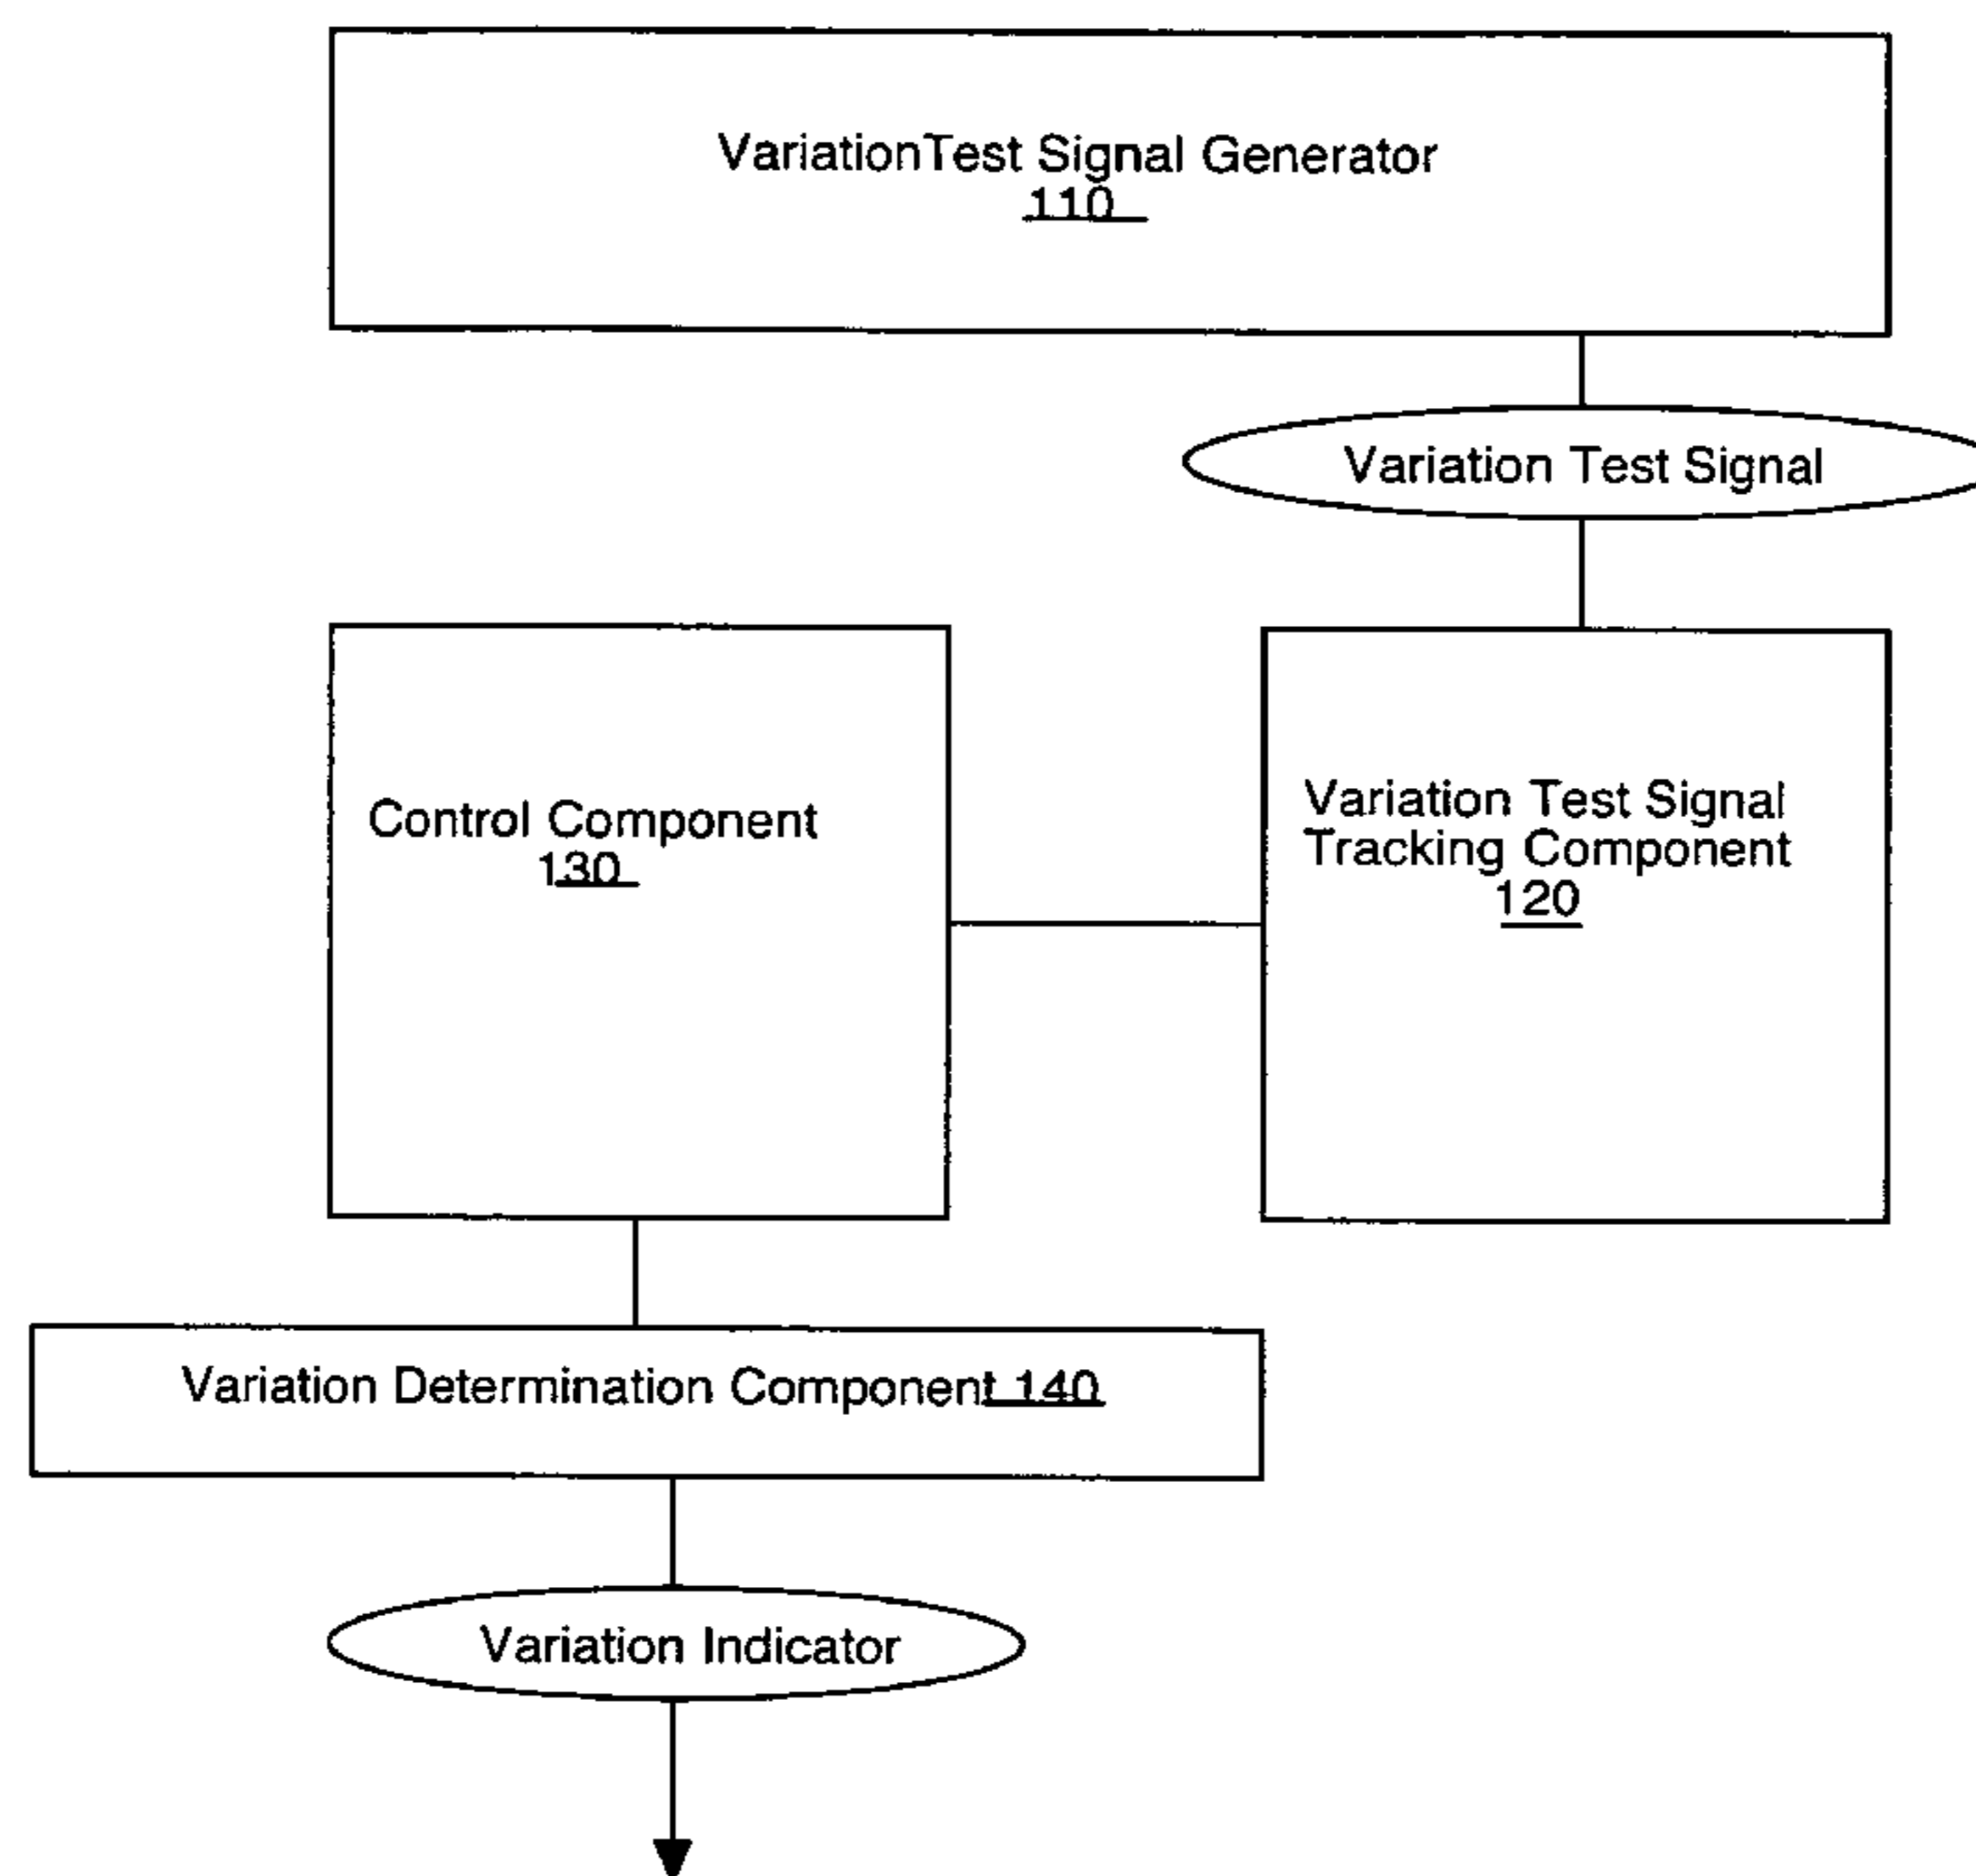 VariationTest Signal Generator
110
Variation Test Signal
Control Component
130
Variation Test Signal
Tracking Component
120
Variation Determination Component 140
Variation Indicator